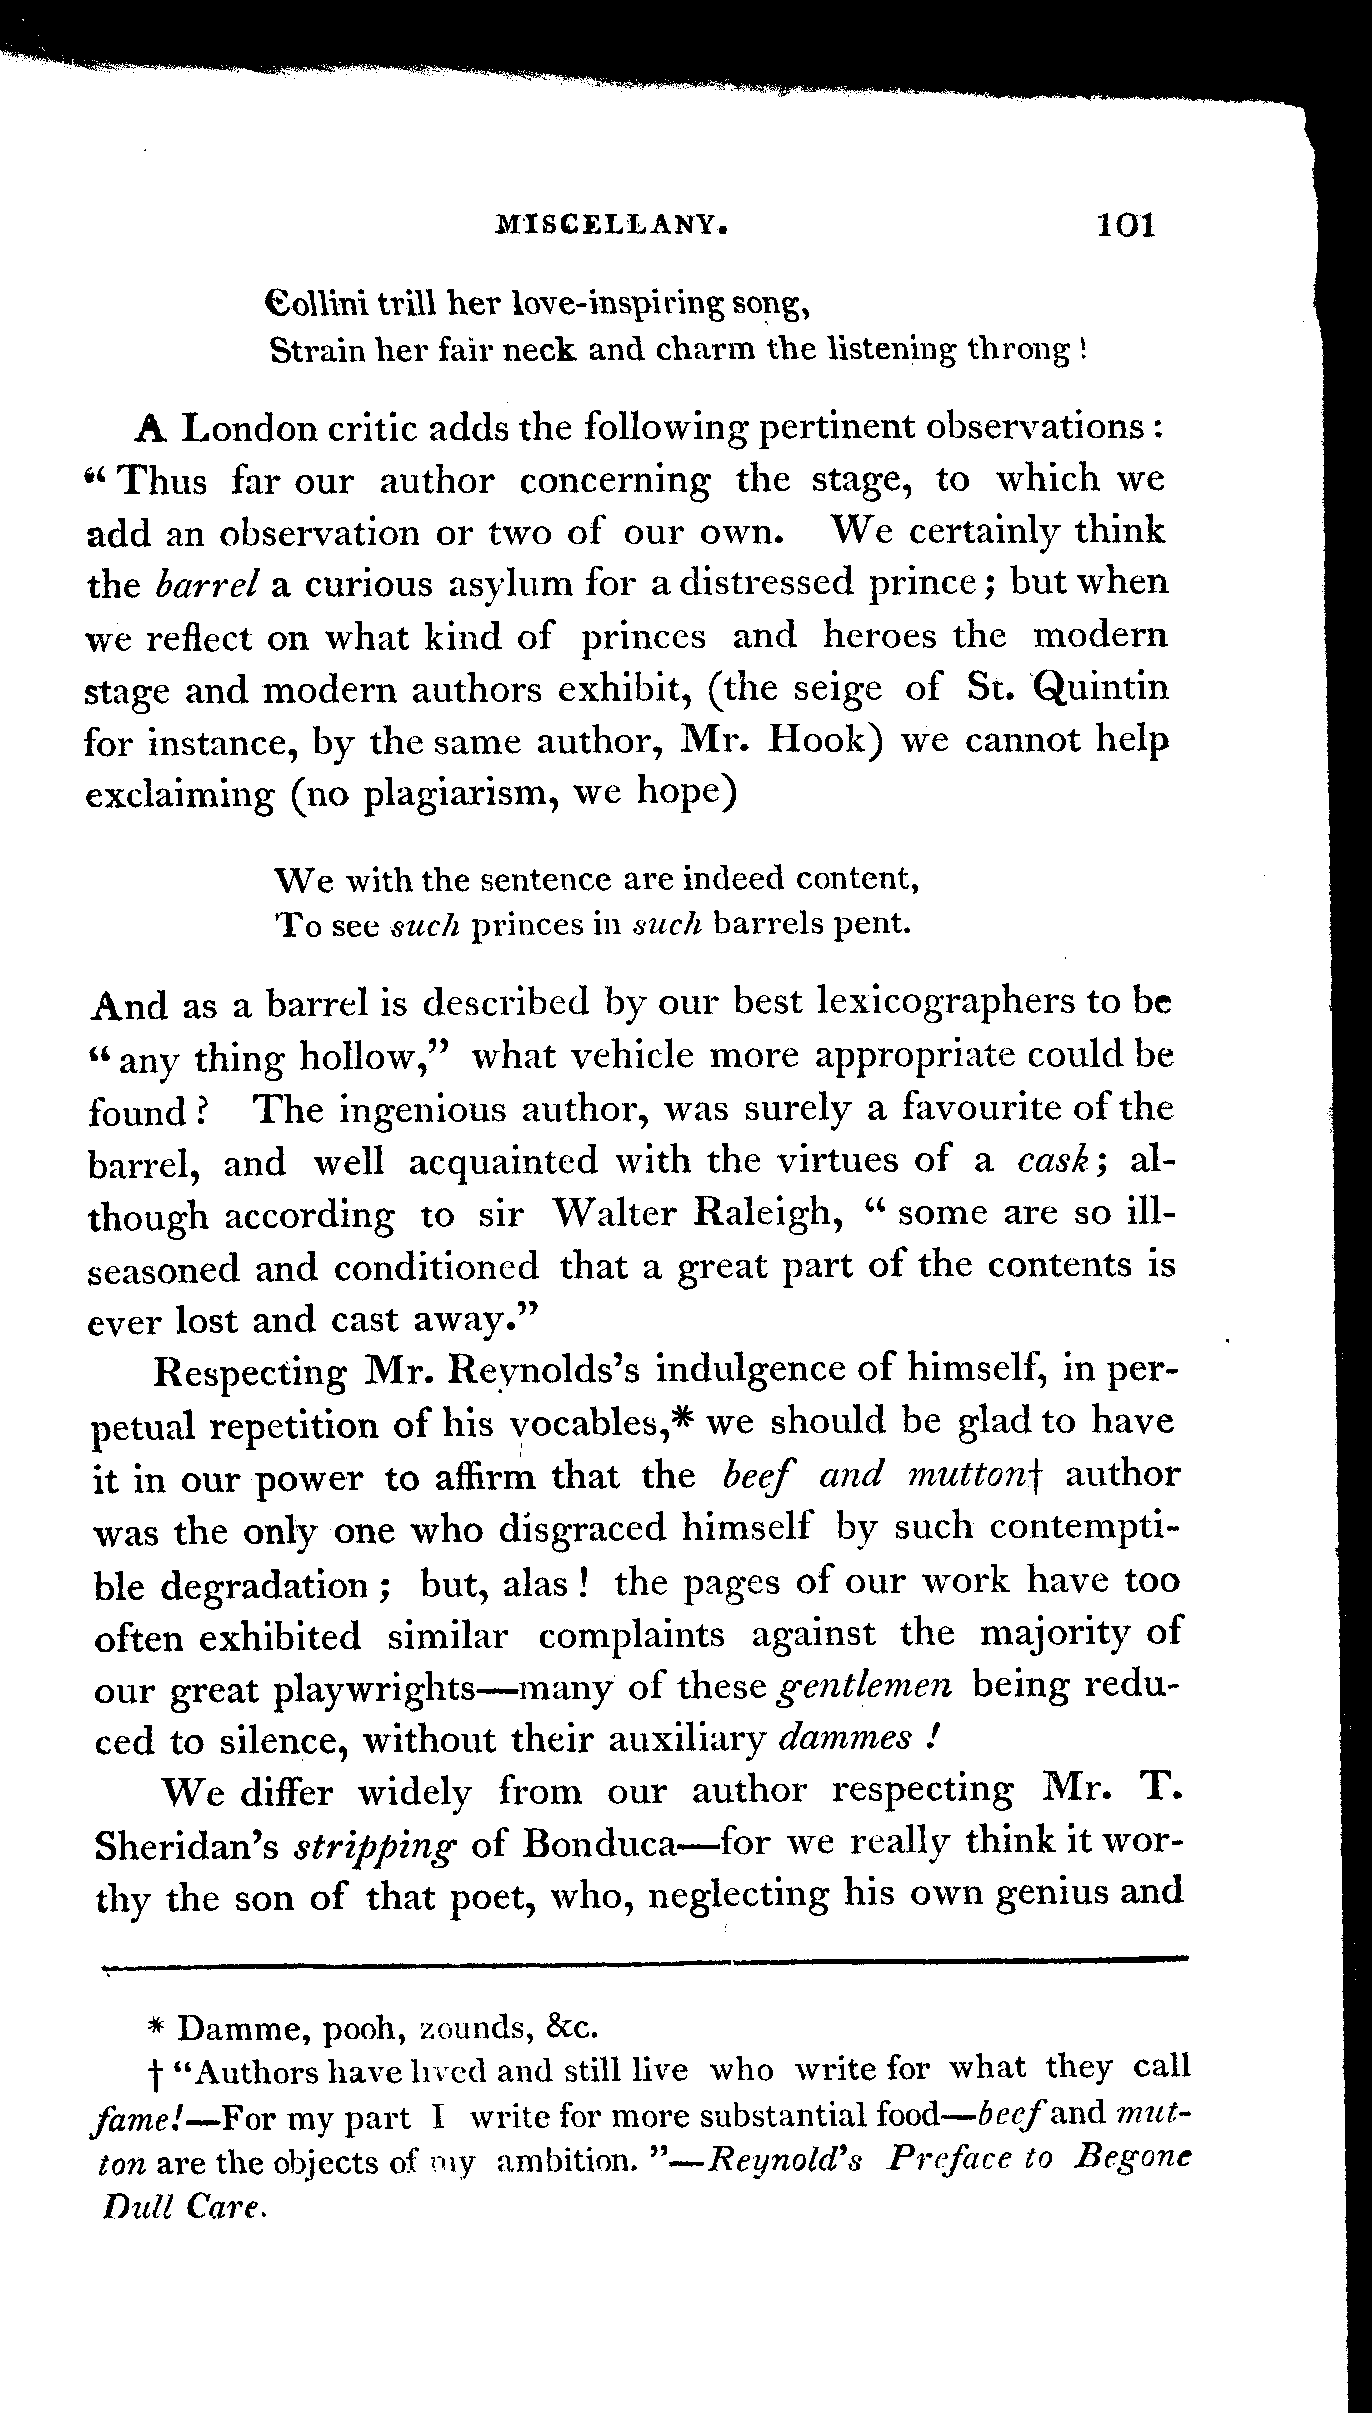 MISCELLANY. 101
Collini trill her love-inspiring song,
Strain her fair neck and charm the listening throng!
A London critic adds the following pertinent observations:
"Thus far our author concerning the stage, to which we
add an observation or two of our own. We certainly think
the barrel a curious asylum for a distressed prince; but when
we reflect on what kind of princes and heroes the modern
stage and modern authors exhibit, (the seige of St. Quintin
for instance, by the same author, Mr. Hook) we cannot help
exclaiming (no plagiarism, we hope)
We with the sentence are indeed content,
To see such princes in such barrels pent.
And as a barrel is described by our best lexicographers to be
"any thing hollow," what vehicle more appropriate could be
found? The ingenious author, was surely a favourite of the
barrel, and well acquainted with the virtues of a cask; al-
though according to sir Walter Raleigh, "some are so ill-
seasoned and conditioned that a great part of the contents is
ever lost and cast away."
Respecting Mr. Reynolds's indulgence of himself, in per-
petual repetition of his vocables,* we should be glad to have
it in our power to affirm that the beef and mutton† author
was the only one who disgraced himself by such contempti-
ble degradation; but, alas! the pages of our work have too
often exhibited similar complaints against the majority of
our great playwrights—many of these gentlemen being redu-
ced to silence, without their auxiliary dammes!
We differ widely from our author respecting Mr. T.
Sheridan's stripping of Bonduca—for we really think it wor-
thy the son of that poet, who, neglecting his own genius and
* Damme, pooh, zounds, &c.
† "Authors have lived and still live who write for what they call
fame!—For my part I write for more substantial food—beef and mut-
ton are the objects of my ambition."—Reynold's Preface to Begone
Dull Care.